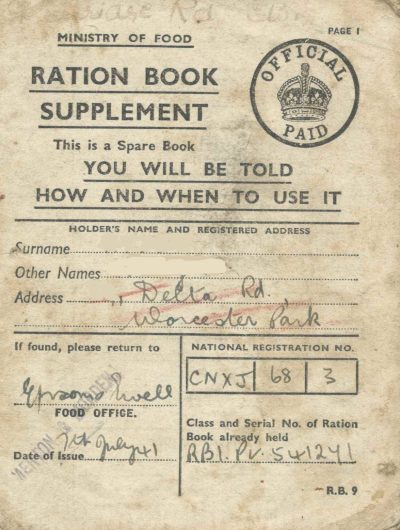 PAGE 1
MINISTRY OF FOOD
OFFICIAL PAID
RATION BOOK
SUPPLEMENT
This is a Spare Book
YOU WILL BE TOLD
HOW AND WHEN TO USE IT
HOLDER'S NAME AND REGISTERED ADDRESS
Surname
Other Names
Address Delta Rd.,
Worcester Park
If found, please return to
Epsom & Ewell
FOOD OFFICE.
Date of Issue 7th July 41
NATIONAL REGISTRATION NO.
CNXJ 68 3
Class and Serial No. of Ration
Book already held
RB1. Pv. 541241
R.B. 9